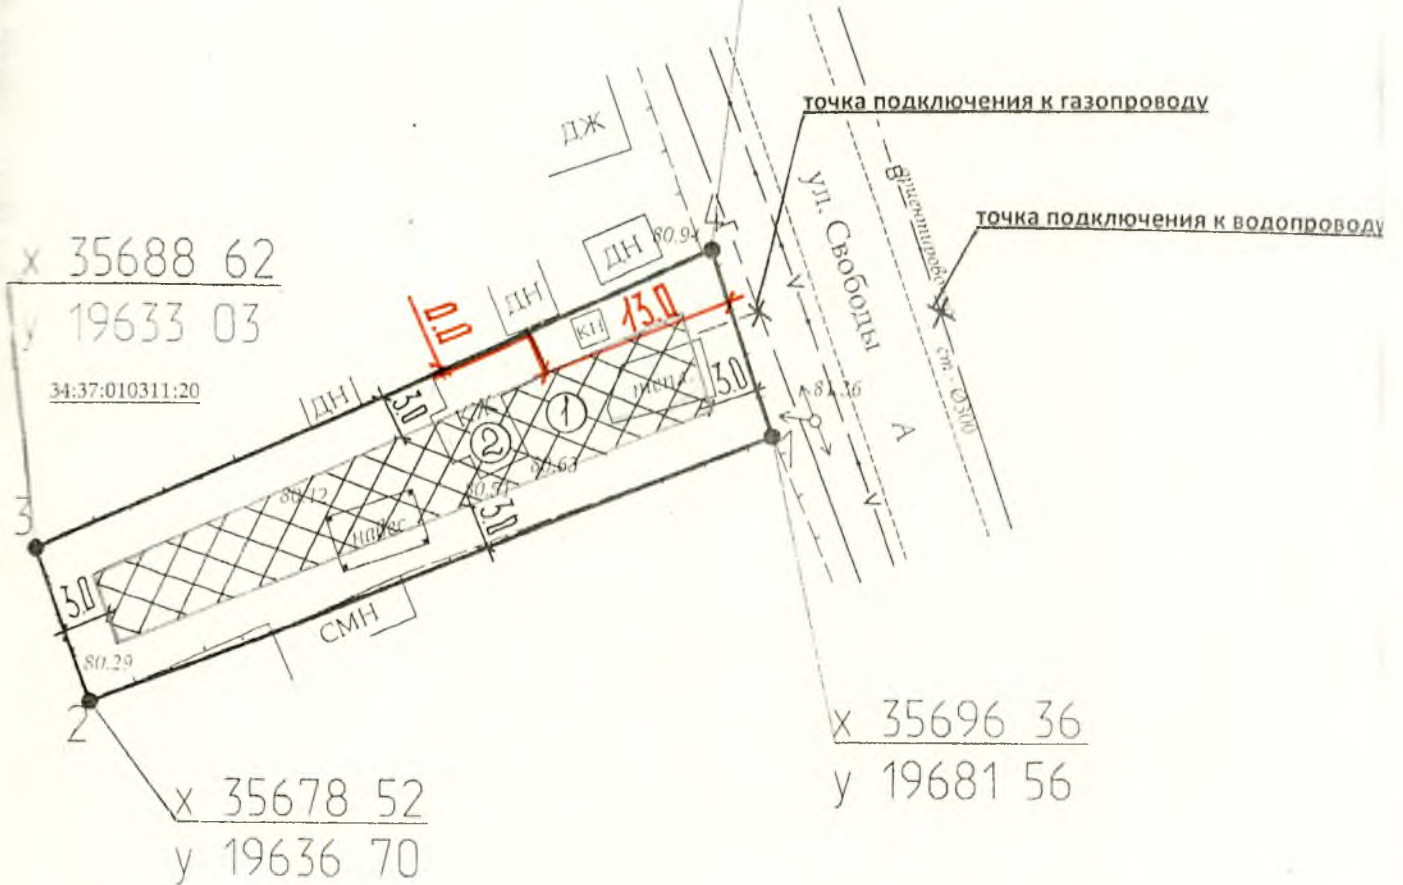 точка подключения к газопроводу
ДЖ
В
ул. Свободы
точка подключения к водопроводу
x 35688 62
y 19633 03
34:37:010311:20
4
80.94
ДН
ДН
0.0
КН
13.0
ДН
3.0
КЖ
1
2
3.0
81.36
ст. Ø300
А
V
V
80.63
80.12
навес
3.0
3
1
3.0
СМН
80.29
2
x 35696 36
y 19681 56
x 35678 52
y 19636 70